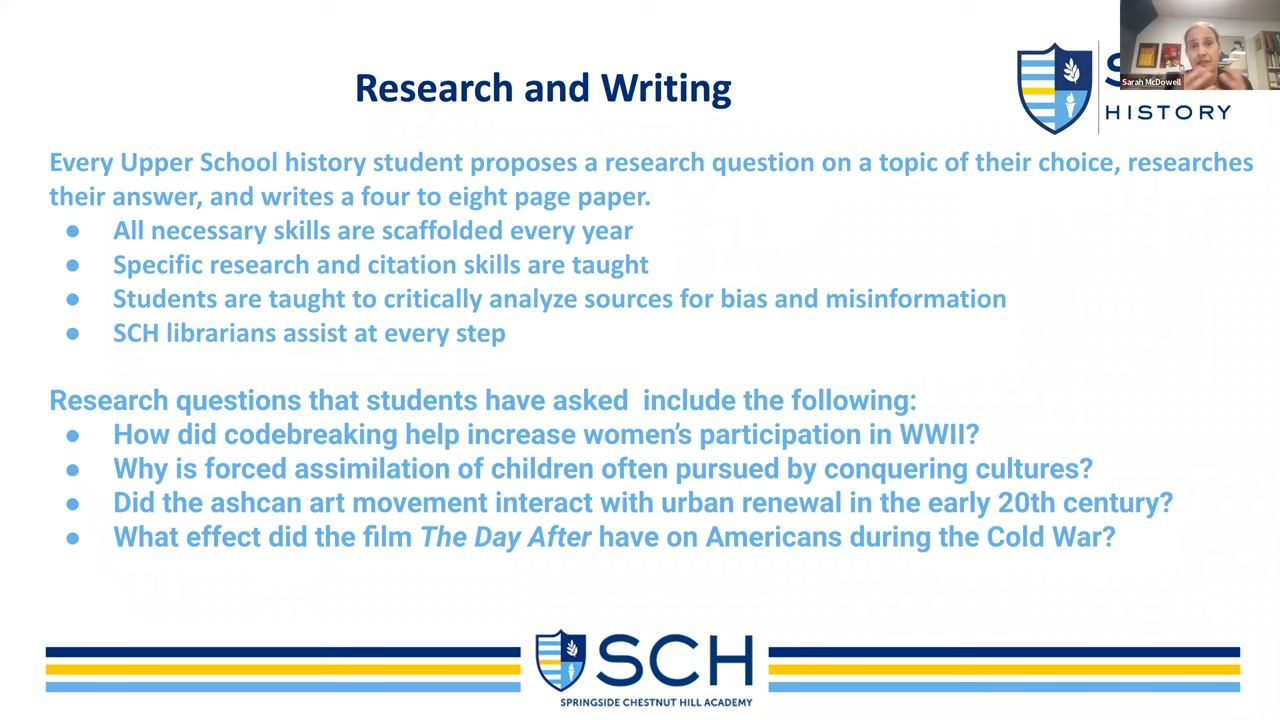 Research and Writing
Sarah McDowell
S
HISTORY
Every Upper School history student proposes a research question on a topic of their choice, researches
their answer, and writes a four to eight page paper.
● All necessary skills are scaffolded every year
● Specific research and citation skills are taught
● Students are taught to critically analyze sources for bias and misinformation
● SCH librarians assist at every step
Research questions that students have asked  include the following:
● How did codebreaking help increase women’s participation in WWII?
● Why is forced assimilation of children often pursued by conquering cultures?
● Did the ashcan art movement interact with urban renewal in the early 20th century?
● What effect did the film The Day After have on Americans during the Cold War?
SCH
SPRINGSIDE CHESTNUT HILL ACADEMY